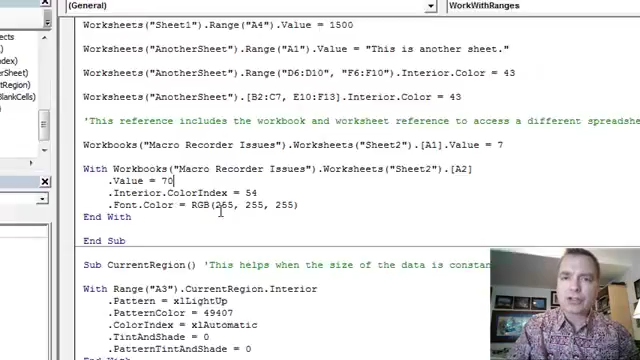 (General)
WorkWithRanges
Worksheets("Sheet1").Range("A4").Value = 1500
Worksheets("AnotherSheet").Range("A1").Value = "This is another sheet."
Worksheets("AnotherSheet").Range("D6:D10", "F6:F10").Interior.Color = 43
Worksheets("AnotherSheet").[B2:C7, E10:F13].Interior.Color = 43
'This reference includes the workbook and worksheet reference to access a different spreadshe
Workbooks("Macro Recorder Issues").Worksheets("Sheet2").[A1].Value = 7
With Workbooks("Macro Recorder Issues").Worksheets("Sheet2").[A2]
.Value = 70
.Interior.ColorIndex = 54
.Font.Color = RGB(255, 255, 255)
End With
End Sub
Sub CurrentRegion() 'This helps when the size of the data is constan
With Range("A3").CurrentRegion.Interior
.Pattern = xlLightUp
.PatternColor = 49407
.ColorIndex = xlAutomatic
.TintAndShade = 0
.PatternTintAndShade = 0
ects
heet)
ntRegion)
lankCells)